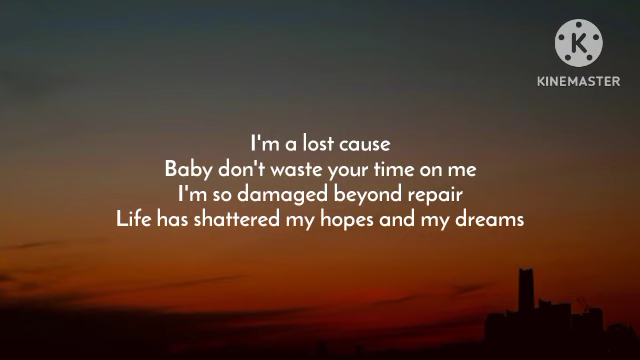 KINEMASTER
I'm a lost cause
Baby don't waste your time on me
I'm so damaged beyond repair
Life has shattered my hopes and my dreams